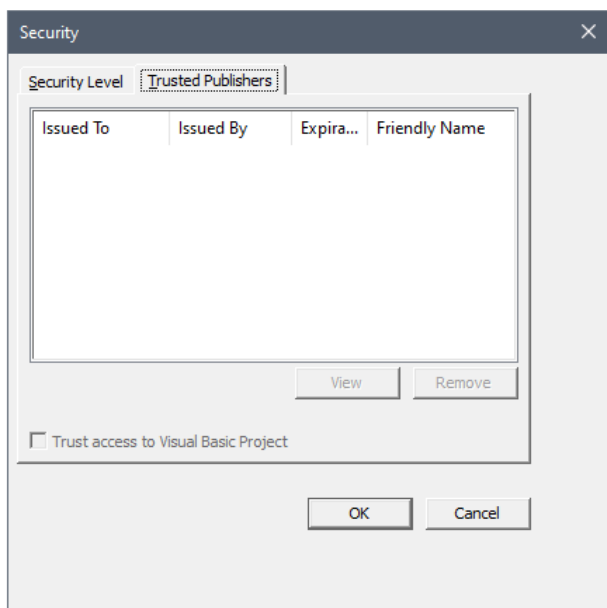 Security
Security Level Trusted Publishers
Issued To Issued By Expira... Friendly Name
View Remove
Trust access to Visual Basic Project
OK Cancel